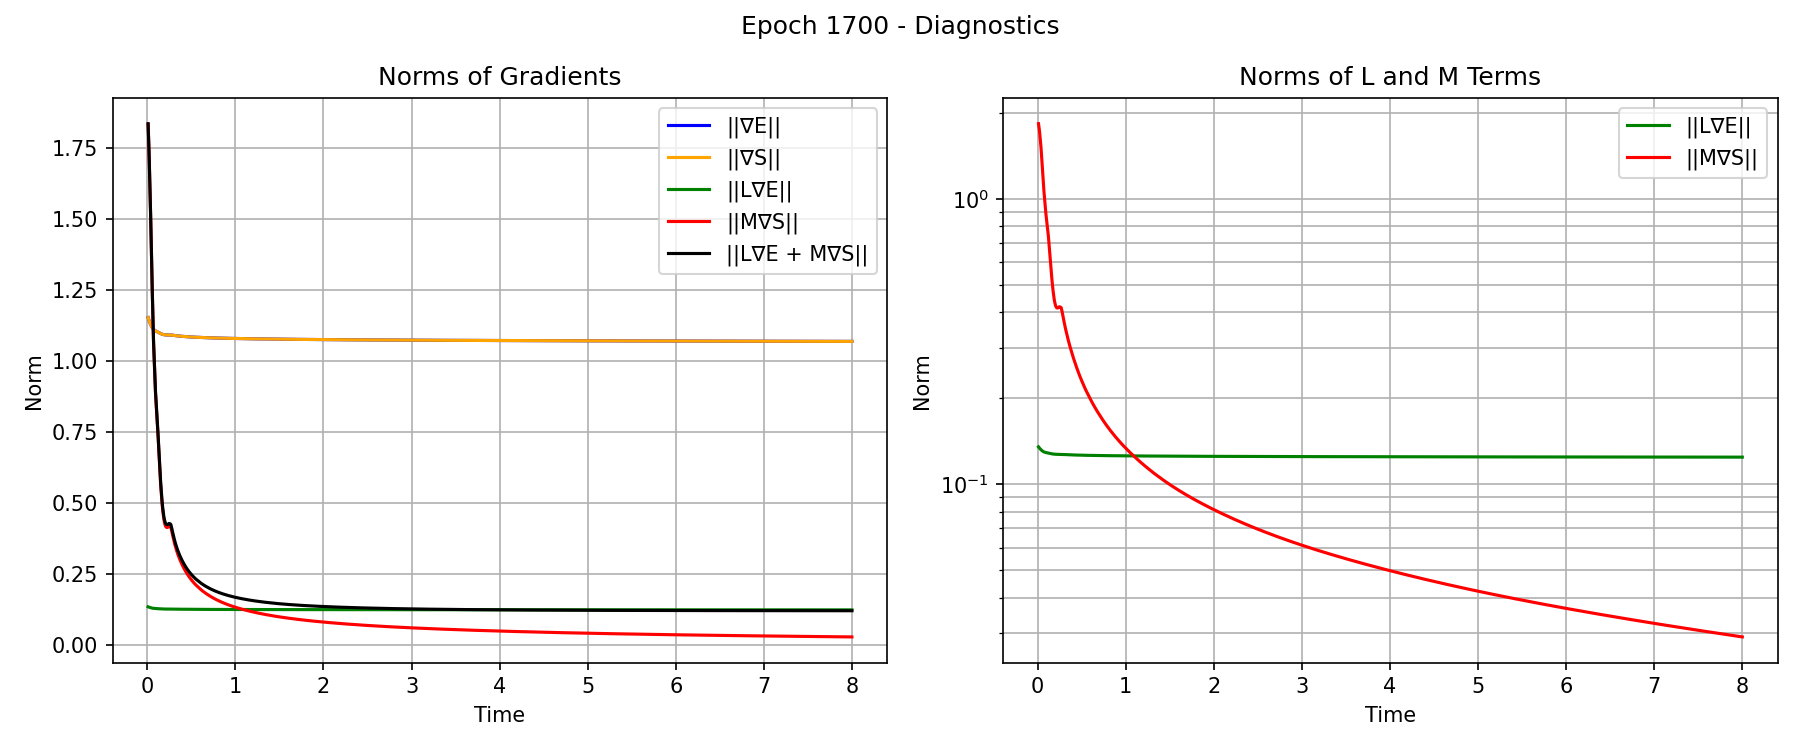 Epoch 1700 - Diagnostics
Norms of Gradients
Norm
1.75
1.50
1.25
1.00
0.75
0.50
0.25
0.00
||∇E||
||∇S||
||L∇E||
||M∇S||
||L∇E + M∇S||
0 1 2 3 4 5 6 7 8
Time
Norms of L and M Terms
Norm
10⁰
10⁻¹
||L∇E||
||M∇S||
0 1 2 3 4 5 6 7 8
Time